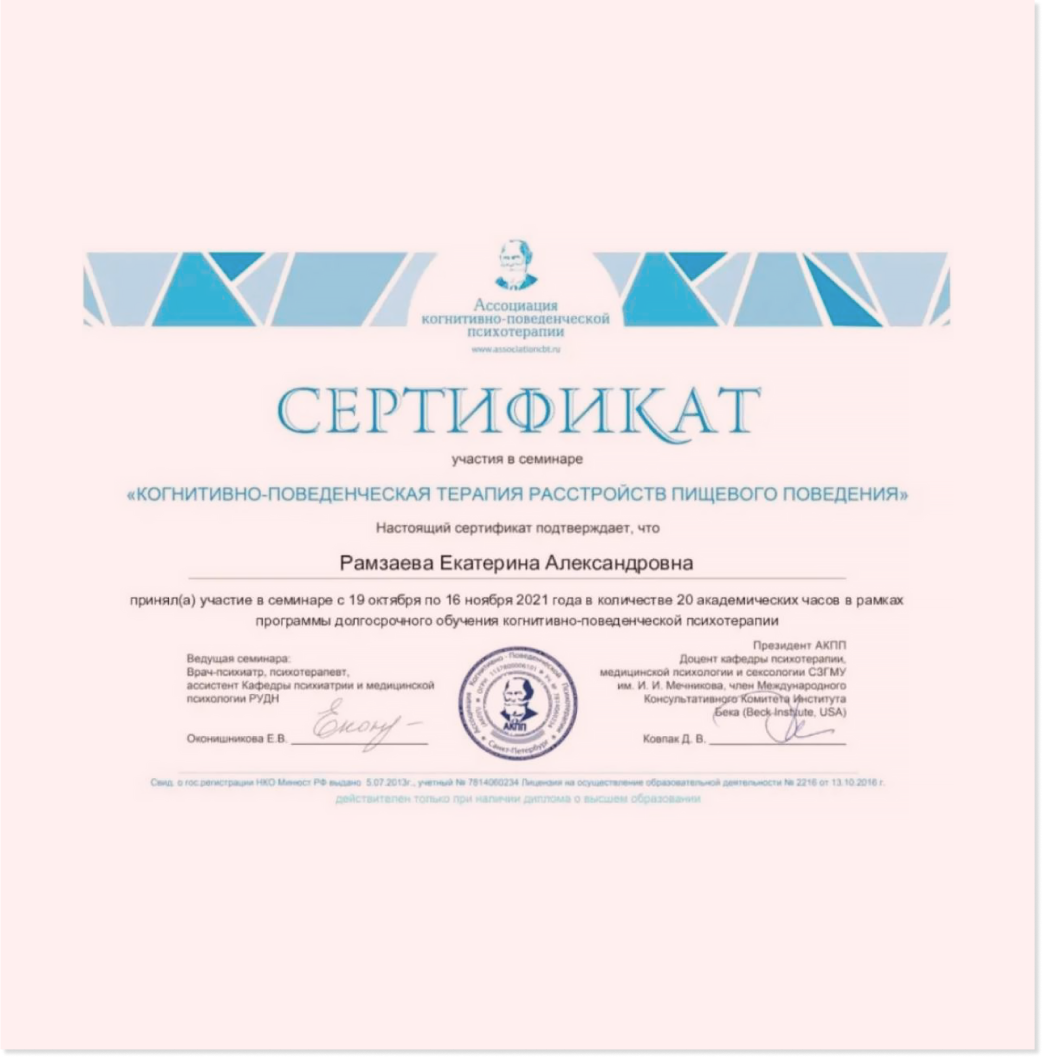 Ассоциация
когнитивно-поведенческой
психотерапии
www.associationcbt.ru
СЕРТИФИКАТ
участия в семинаре
«КОГНИТИВНО-ПОВЕДЕНЧЕСКАЯ ТЕРАПИЯ РАССТРОЙСТВ ПИЩЕВОГО ПОВЕДЕНИЯ»
Настоящий сертификат подтверждает, что
Рамзаева Екатерина Александровна
принял(а) участие в семинаре с 19 октября по 16 ноября 2021 года в количестве 20 академических часов в рамках
программы долгосрочного обучения когнитивно-поведенческой психотерапии
Ведущая семинара:
Врач-психиатр, психотерапевт,
ассистент Кафедры психиатрии и медицинской
психологии РУДН
Оконишникова Е.В.
Ассоциация Когнитивно - Поведенческой Психотерапии
АКПП
Санкт-Петербург
Президент АКПП
Доцент кафедры психотерапии,
медицинской психологии и сексологии СЗГМУ
им. И. И. Мечникова, член Международного
Консультативного Комитета Института
Бека (Beck Institute, USA)
Ковпак Д. В.
Свид. о гос.регистрации НКО Минюст РФ выдано 5.07.2013г., учетный № 7814060234 Лицензия на осуществление образовательной деятельности № 2216 от 13.10.2016 г.
действителен только при наличии диплома о высшем образовании